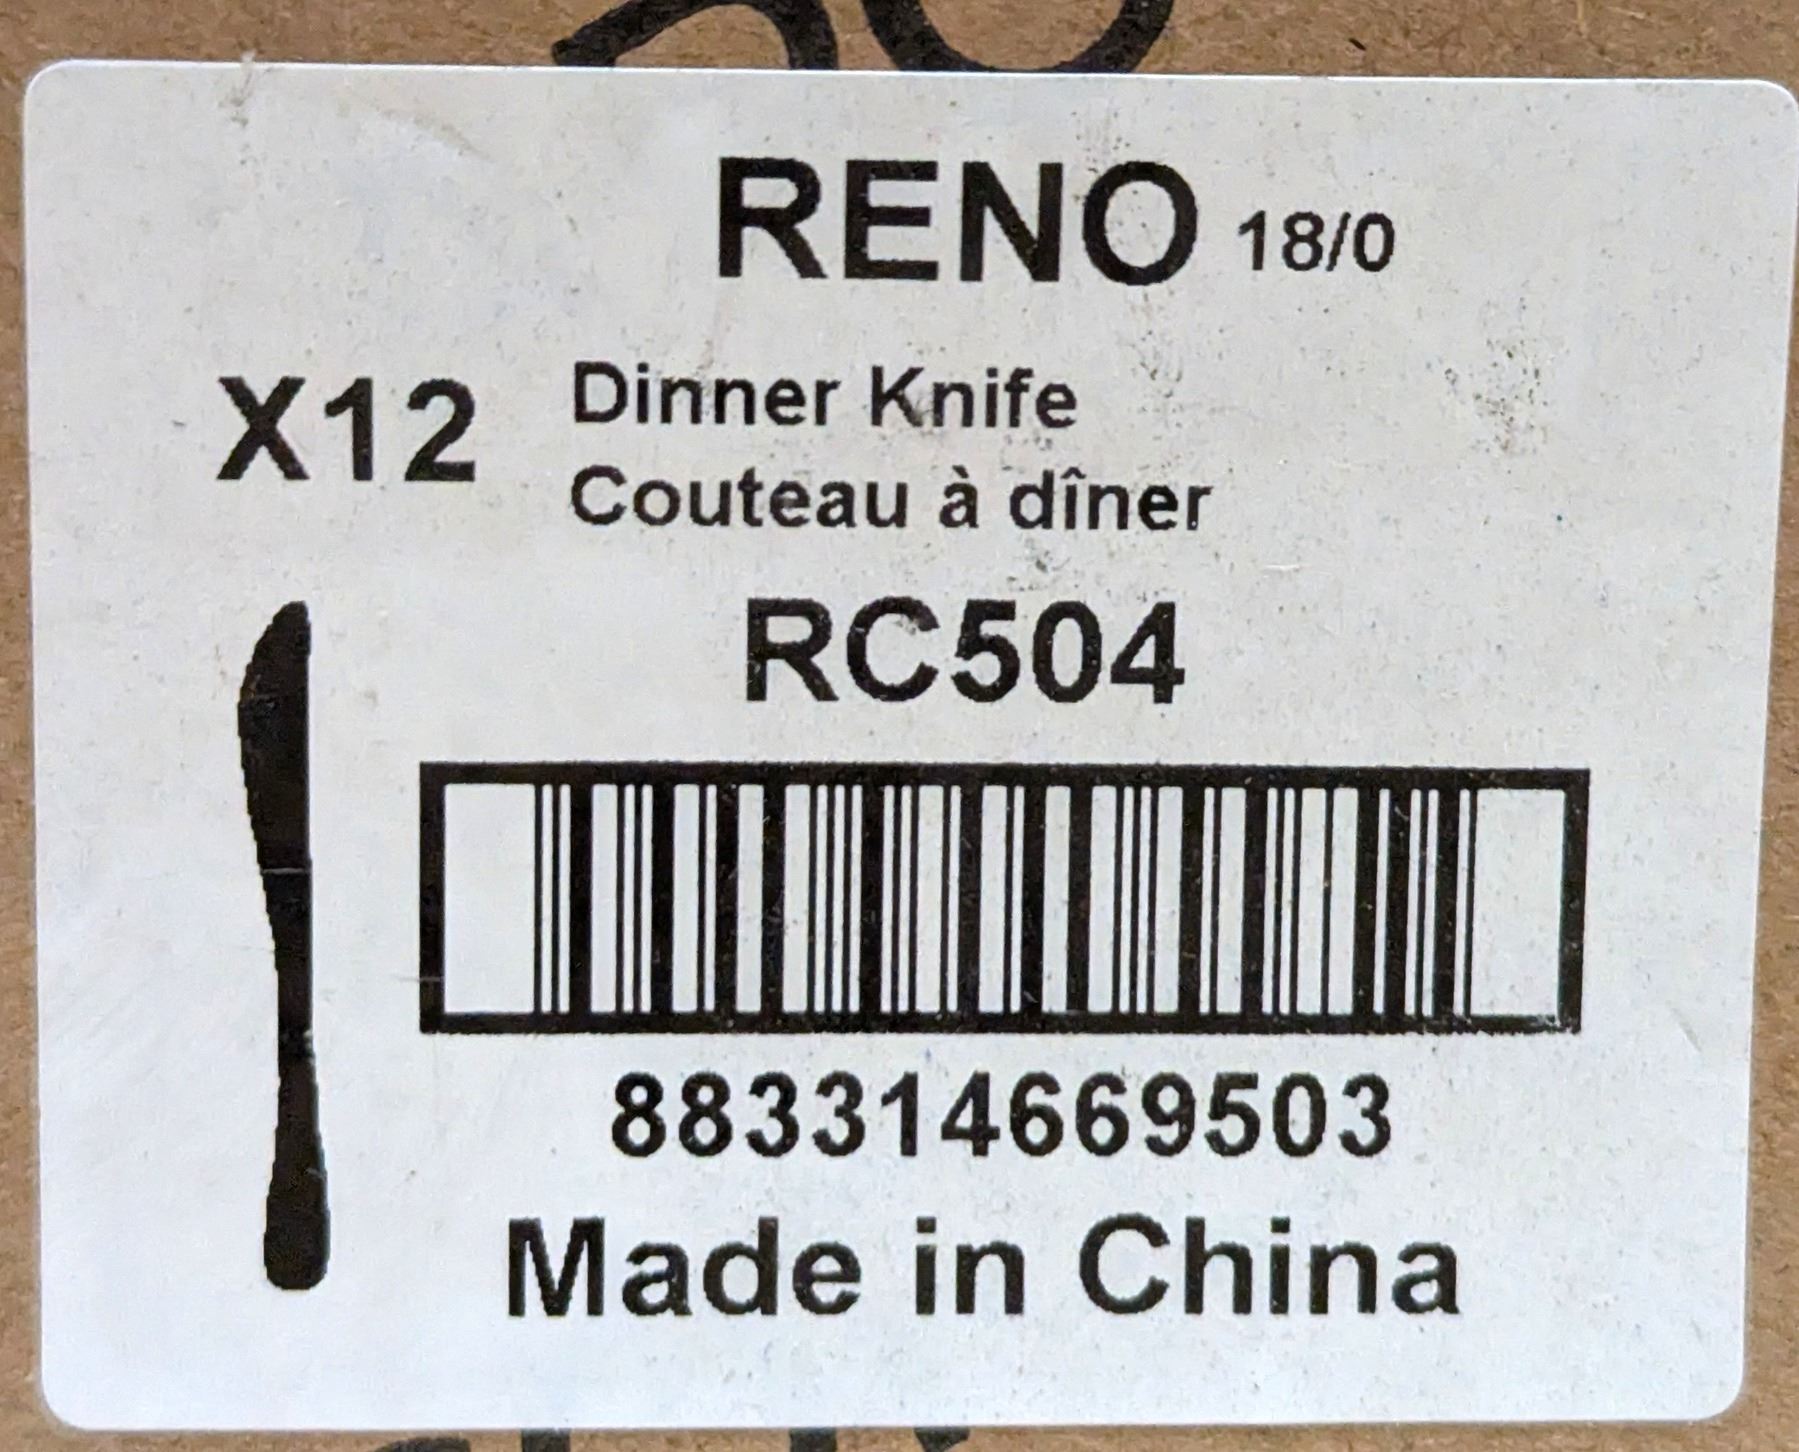 RENO 18/0
X12 Dinner Knife
Couteau à dîner
RC504
883314669503
Made in China